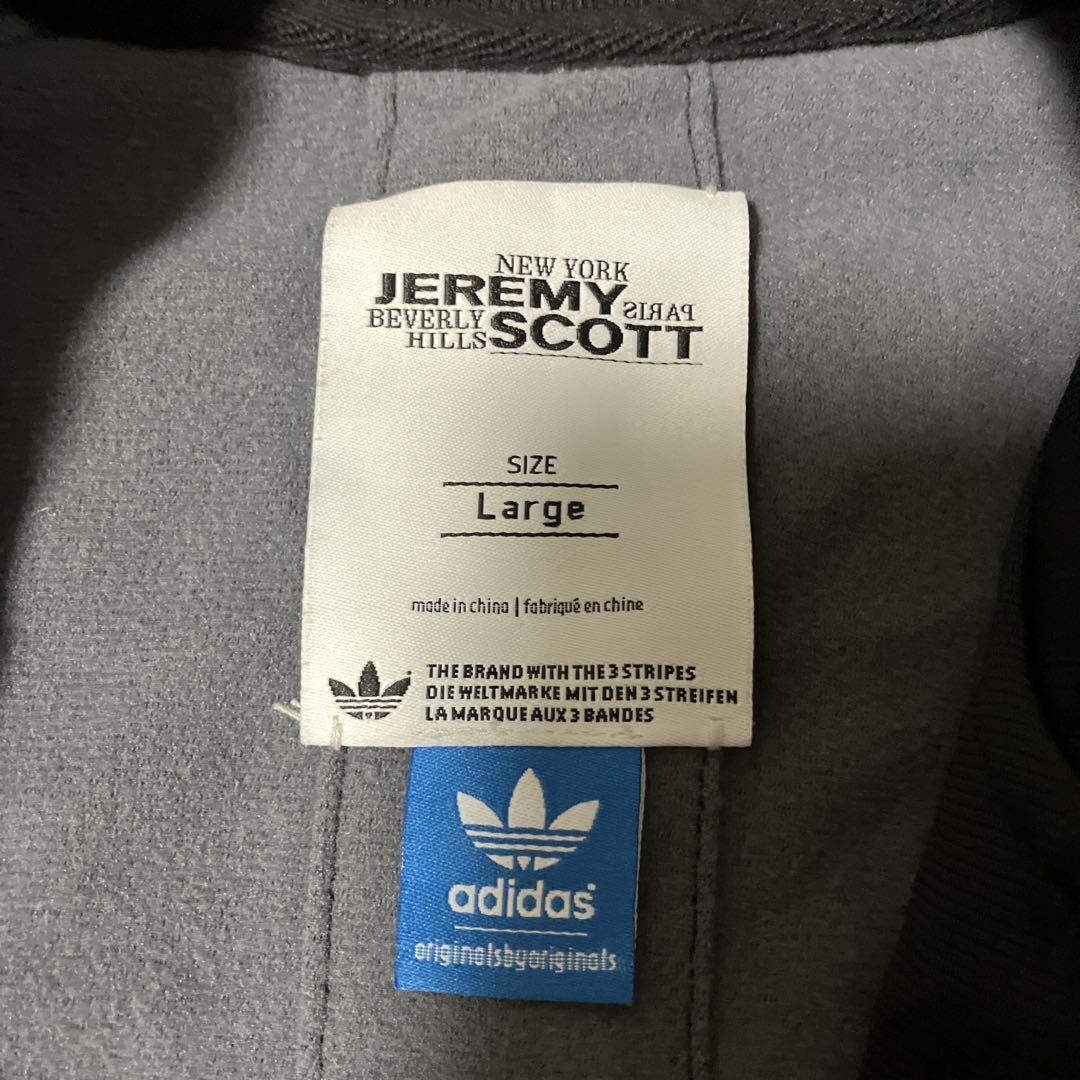 NEW YORK
JEREMY PARIS
BEVERLY HILLS SCOTT
SIZE
Large
made in china | fabriqué en chine
THE BRAND WITH THE 3 STRIPES
DIE WELTMARKE MIT DEN 3 STREIFEN
LA MARQUE AUX 3 BANDES
adidas
originalsbyoriginals